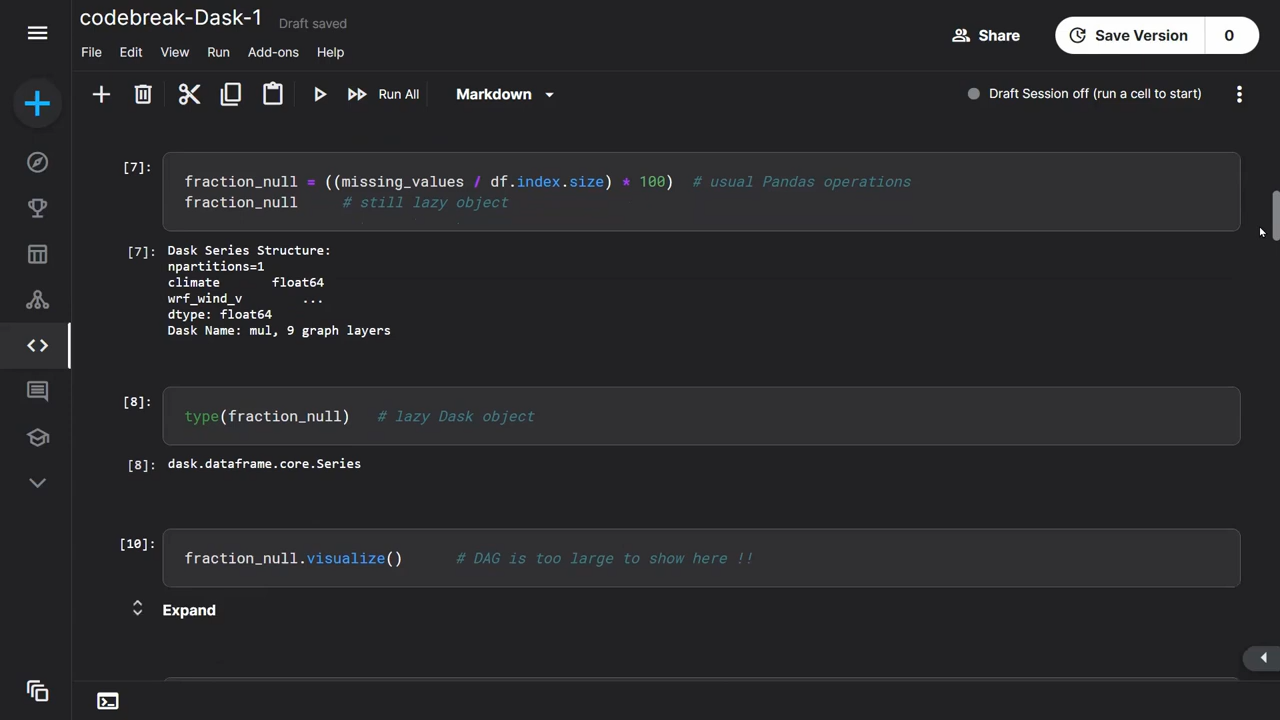 codebreak-Dask-1
Draft saved
File Edit View Run Add-ons Help
Share
Save Version
0
Run All
Markdown
Draft Session off (run a cell to start)
[7]:
fraction_null = ((missing_values / df.index.size) * 100)  # usual Pandas operations
fraction_null     # still lazy object
[7]:
Dask Series Structure:
npartitions=1
climate       float64
wrf_wind_v        ...
dtype: float64
Dask Name: mul, 9 graph layers
[8]:
type(fraction_null)   # lazy Dask object
[8]:
dask.dataframe.core.Series
[10]:
fraction_null.visualize()      # DAG is too large to show here !!
Expand